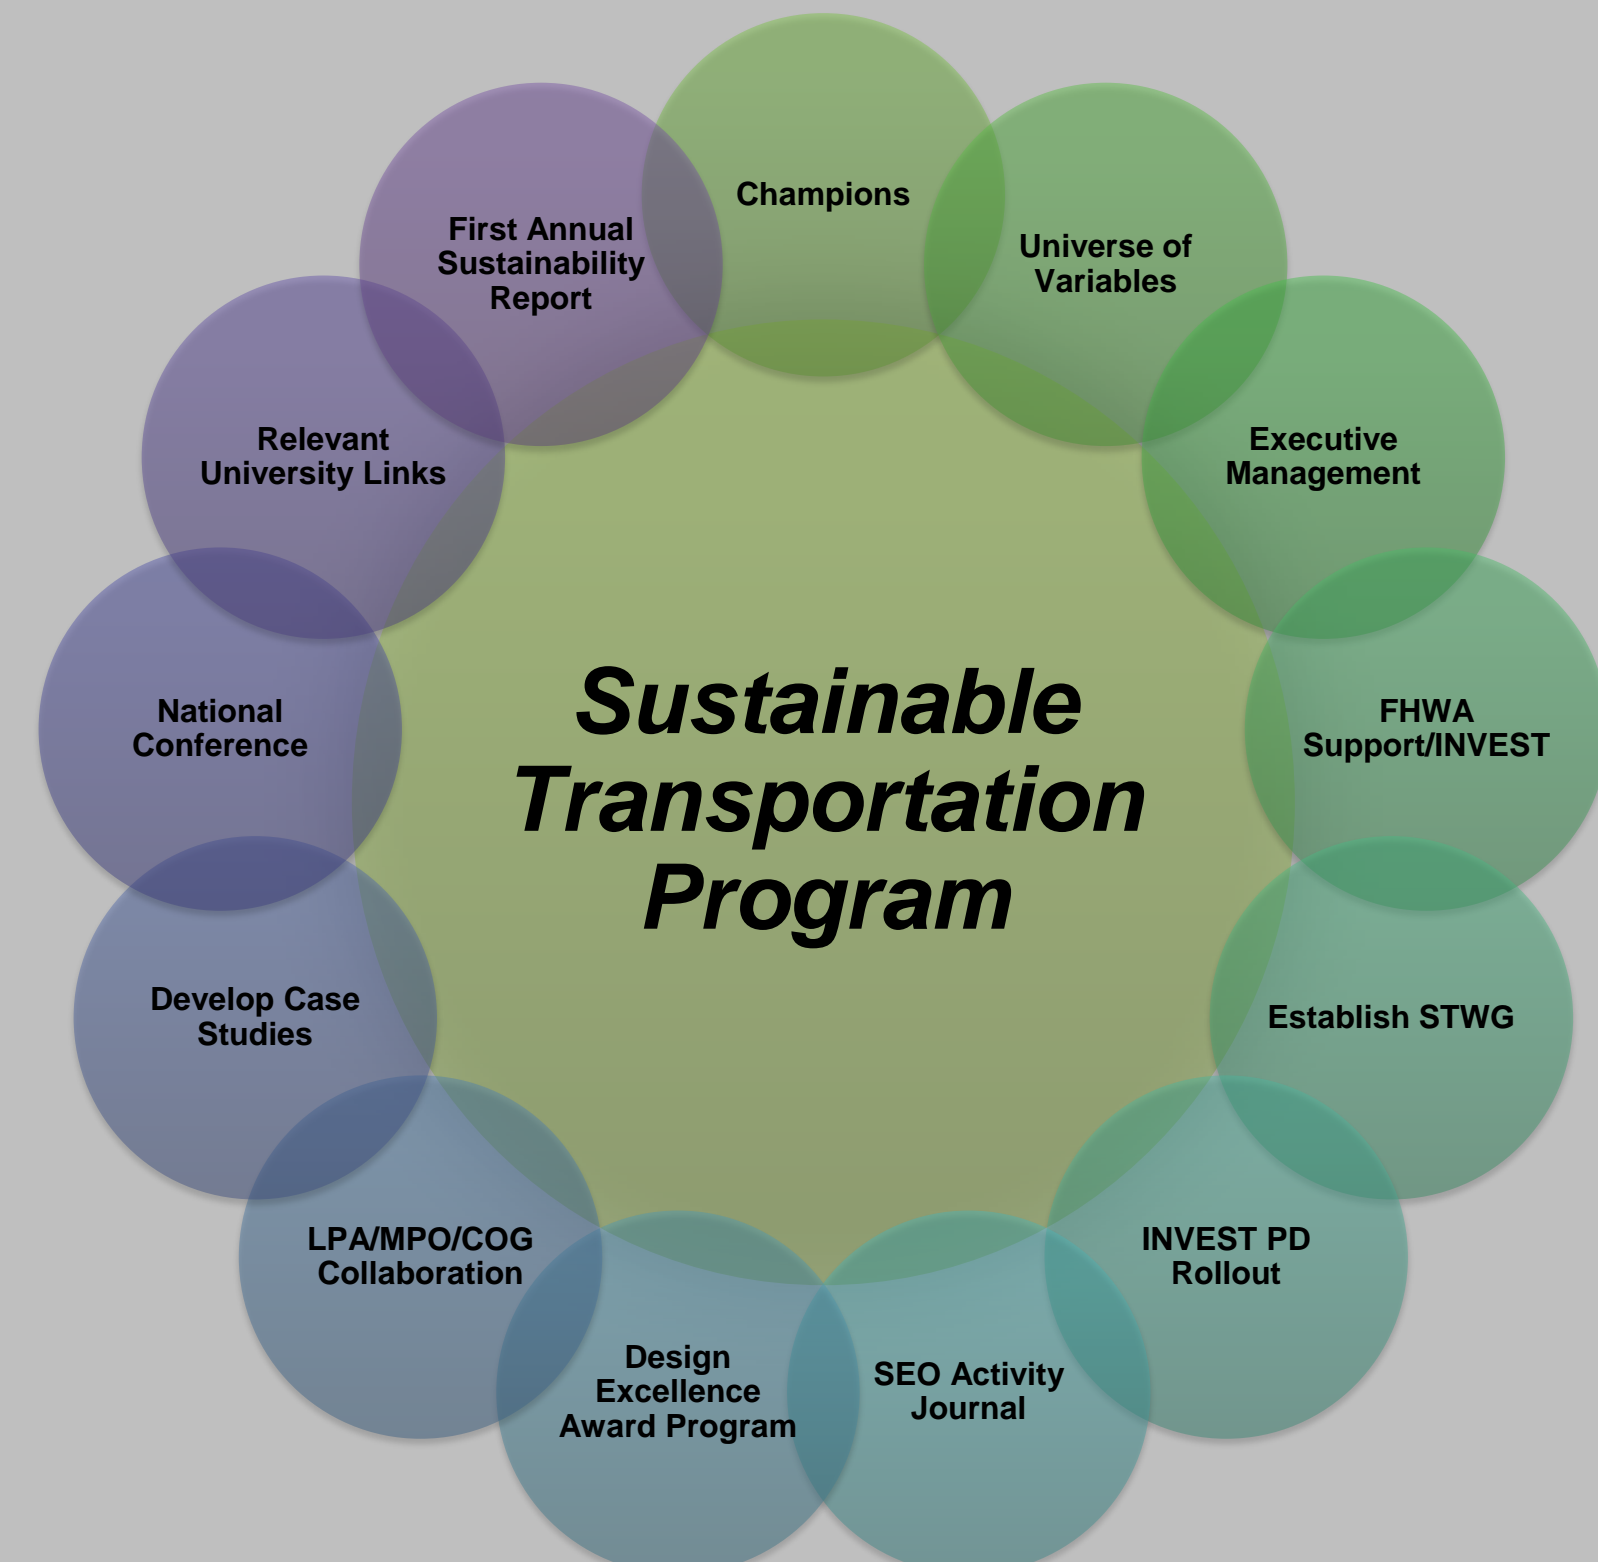 Champions
Universe of
Variables
Executive
Management
FHWA
Support/INVEST
Establish STWG
INVEST PD
Rollout
SEO Activity
Journal
Design
Excellence
Award Program
LPA/MPO/COG
Collaboration
Develop Case
Studies
National
Conference
Relevant
University Links
First Annual
Sustainability
Report
Sustainable
Transportation
Program